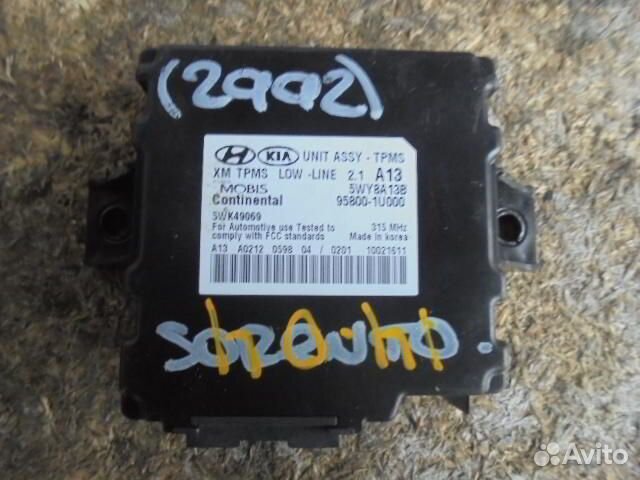 (2992)
HYUNDAI KIA UNIT ASSY - TPMS
XM TPMS LOW -LINE 2.1 A13
MOBIS 5WY8A13B
Continental 95800-1U000
5WK49069
For Automotive use Tested to 315 MHz
comply with FCC standards Made in korea
A13 A0212 0598 04 / 0201 10021611
SORENTO
Avito